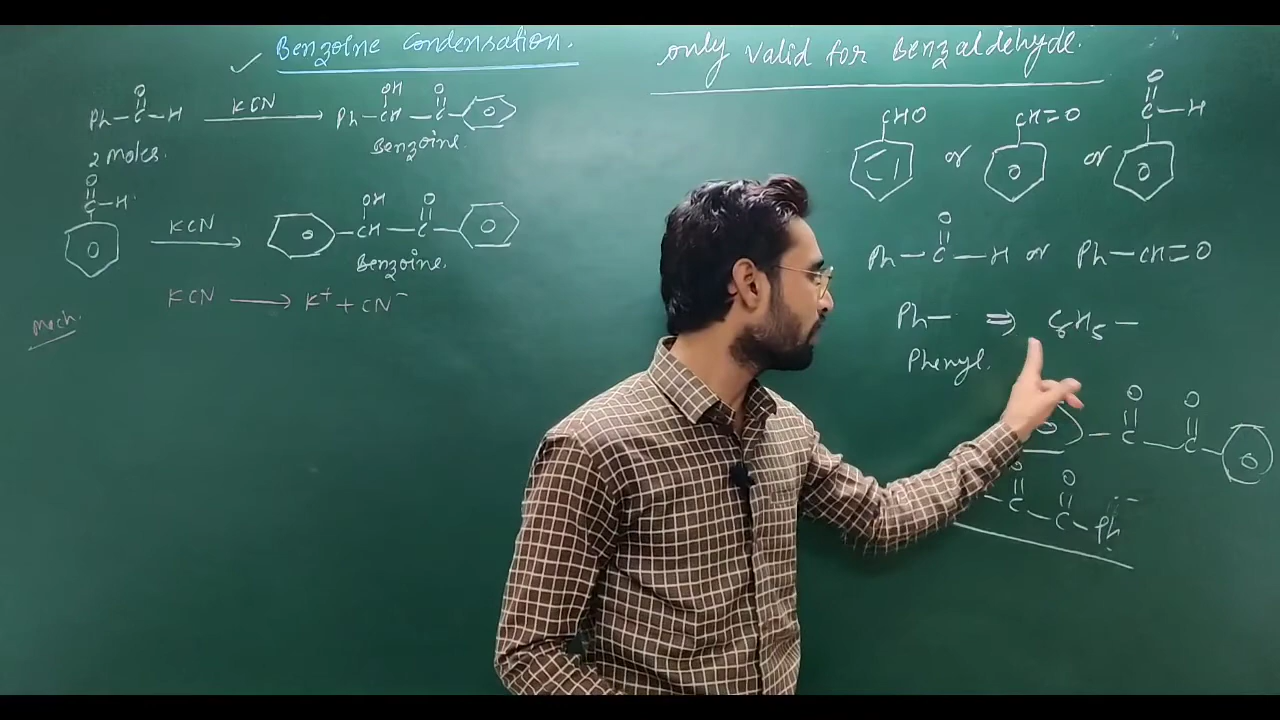 Benzoine Condensation.
only valid for Benzaldehyde.
O
Ph-C-H KCN OH O
Ph-CH-C-
2 moles. Benzoine.
O
C-H
KCN OH O
CH-C-
Benzoine.
KCN → K+ + CN-
Mech.
CHO or CH=O or O
C-H
O
Ph-C-H or Ph-CH=O
Ph- ⇒ C6H5-
Phenyl.
O O
-C-C-
O O
-C-C-Ph